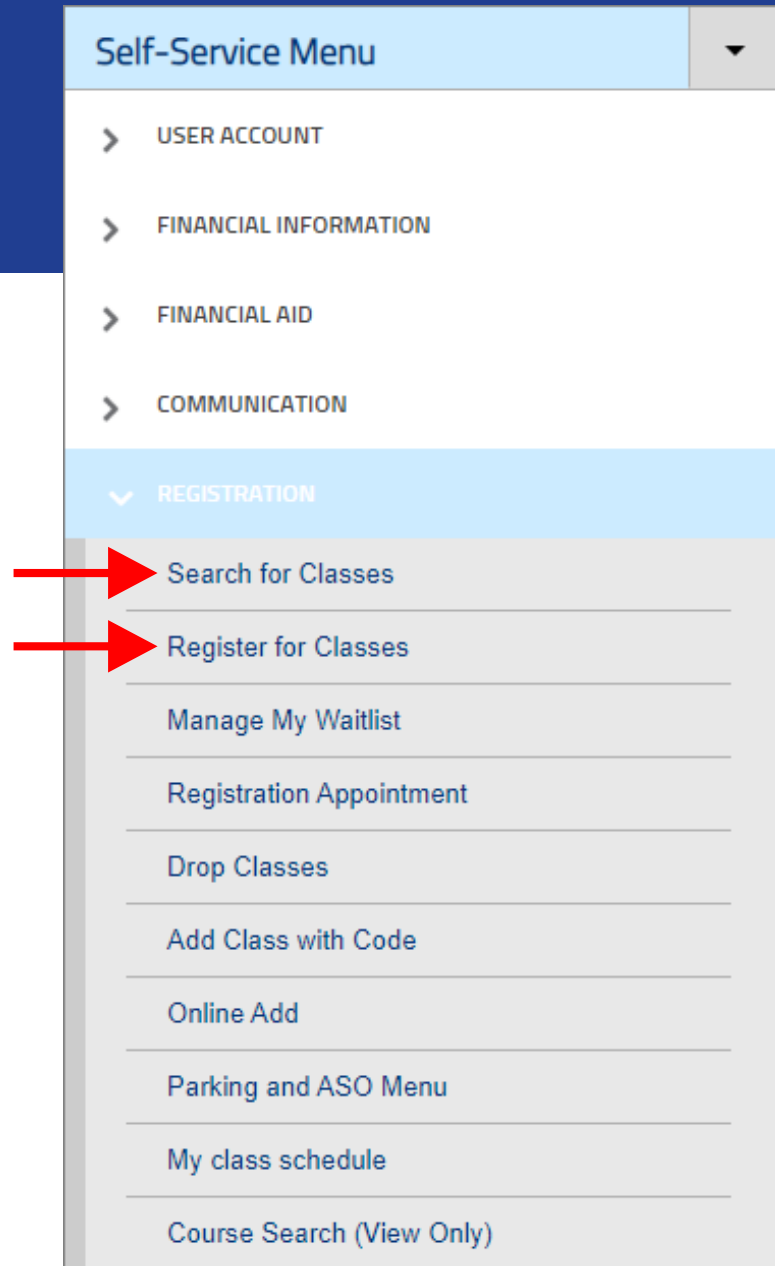 Self-Service Menu
USER ACCOUNT
FINANCIAL INFORMATION
FINANCIAL AID
COMMUNICATION
REGISTRATION
Search for Classes
Register for Classes
Manage My Waitlist
Registration Appointment
Drop Classes
Add Class with Code
Online Add
Parking and ASO Menu
My class schedule
Course Search (View Only)